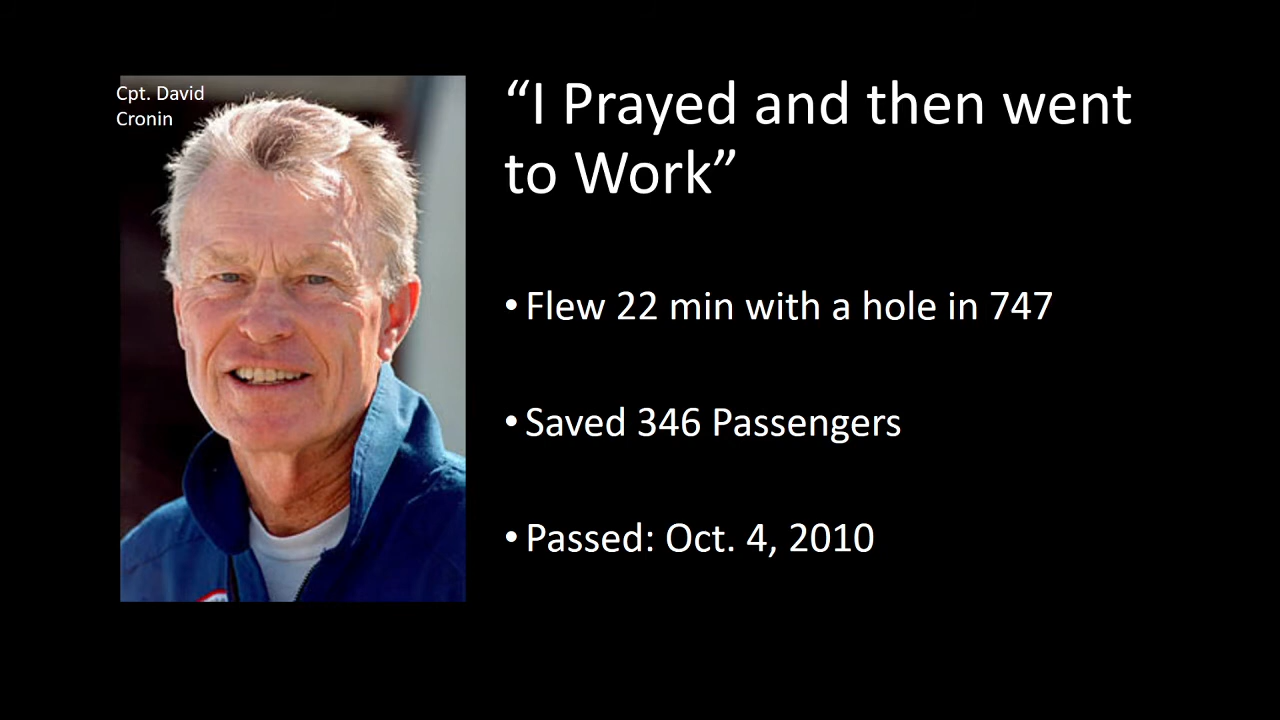 Cpt. David
Cronin
“I Prayed and then went
to Work”
• Flew 22 min with a hole in 747
• Saved 346 Passengers
• Passed: Oct. 4, 2010